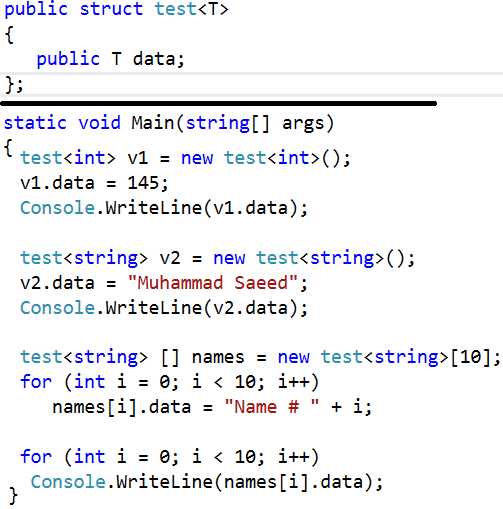 public struct test<T>
{
public T data;
};
static void Main(string[] args)
{
test<int> v1 = new test<int>();
v1.data = 145;
Console.WriteLine(v1.data);
test<string> v2 = new test<string>();
v2.data = "Muhammad Saeed";
Console.WriteLine(v2.data);
test<string> [] names = new test<string>[10];
for (int i = 0; i < 10; i++)
names[i].data = "Name # " + i;
for (int i = 0; i < 10; i++)
Console.WriteLine(names[i].data);
}